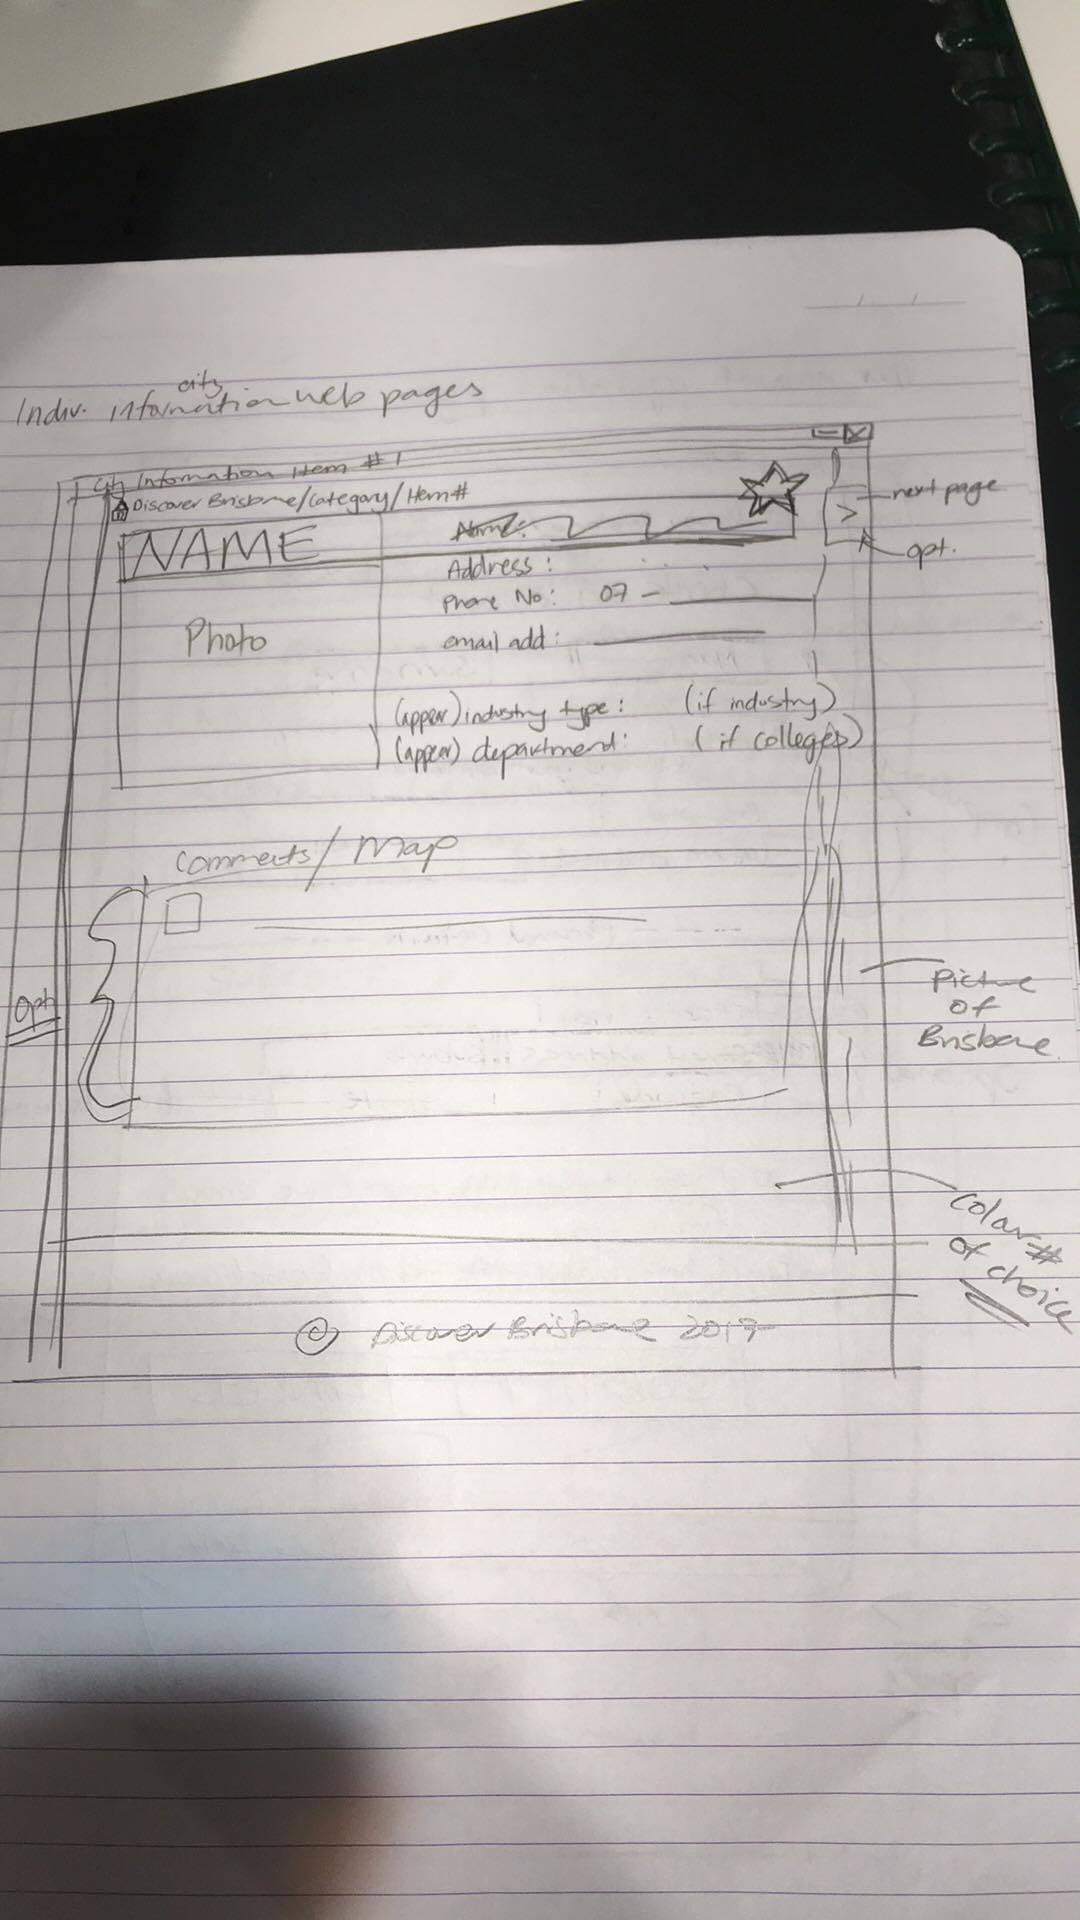 Indiv. information web pages
city
City Information Item #1
Discover Brisbane/Category/Item#
NAME
Name:
next page
>
opt.
Address :
Phone No: 07 -
Photo
email add :
(appear) industry type : (if industry)
(appear) department : (if colleges)
Comments / Map
opt
Picture
of
Brisbane
Colour #
of choice
© Discover Brisbane 2017